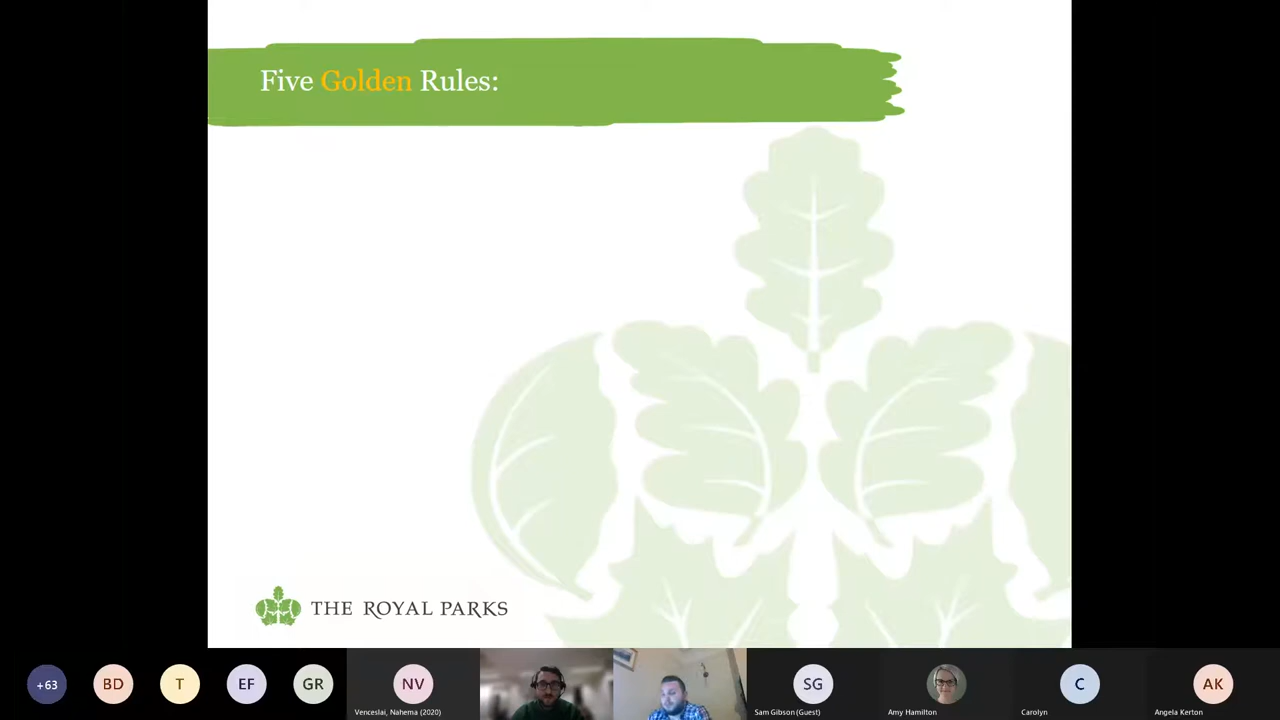 Five Golden Rules:
THE ROYAL PARKS
+63
BD
T
EF
GR
NV
SG
C
AK
Venceslai, Nahema (2020)
Sam Gibson (Guest)
Amy Hamilton
Carolyn
Angela Kerton